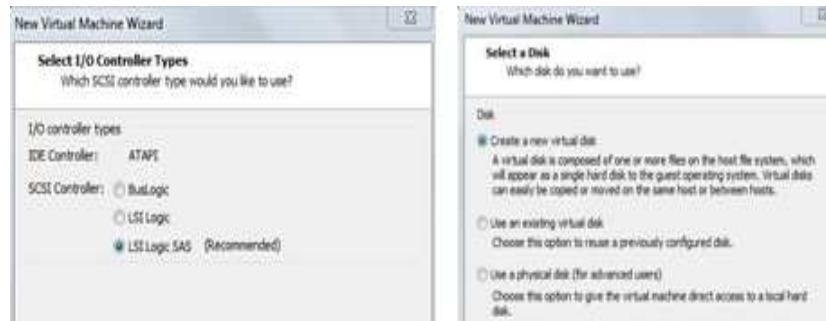 New Virtual Machine Wizard
Select I/O Controller Types
Which SCSI controller type would you like to use?
I/O controller types
IDE Controller: ATAPI
SCSI Controller: BusLogic
LSI Logic
LSI Logic SAS (Recommended)
New Virtual Machine Wizard
Select a Disk
Which disk do you want to use?
Disk
Create a new virtual disk
A virtual disk is composed of one or more files on the host file system, which
will appear as a single hard disk to the guest operating system. Virtual disks
can easily be copied or moved on the same host or between hosts.
Use an existing virtual disk
Choose this option to reuse a previously configured disk.
Use a physical disk (for advanced users)
Choose this option to give the virtual machine direct access to a local hard
disk.